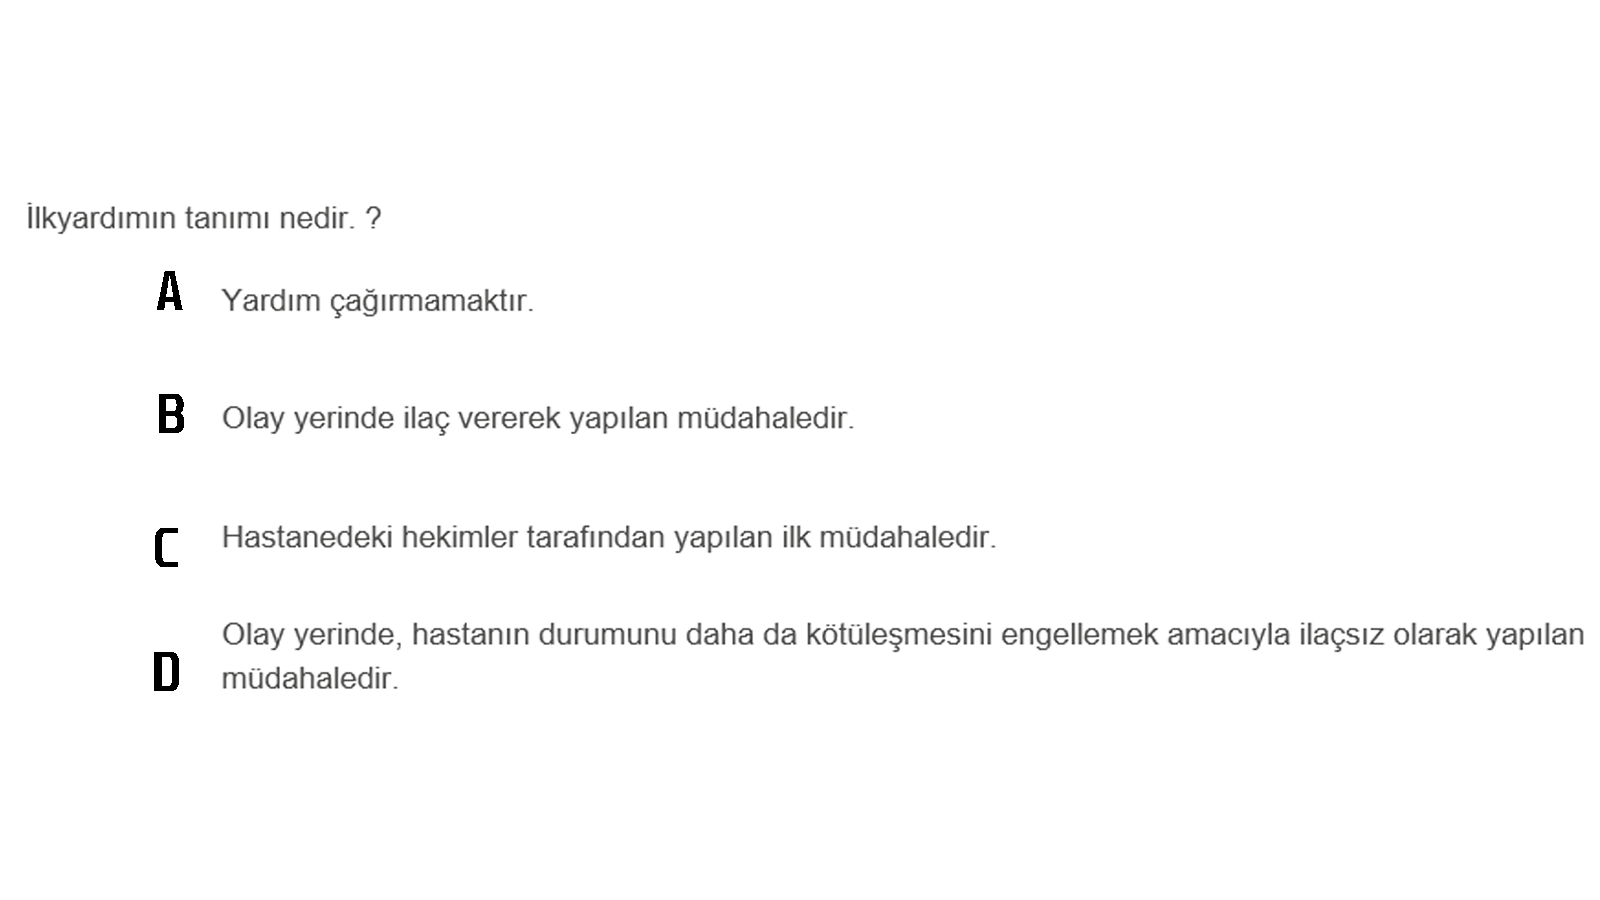 İlkyardımın tanımı nedir. ?
A Yardım çağırmamaktır.
B Olay yerinde ilaç vererek yapılan müdahaledir.
C Hastanedeki hekimler tarafından yapılan ilk müdahaledir.
D Olay yerinde, hastanın durumunu daha da kötüleşmesini engellemek amacıyla ilaçsız olarak yapılan
müdahaledir.